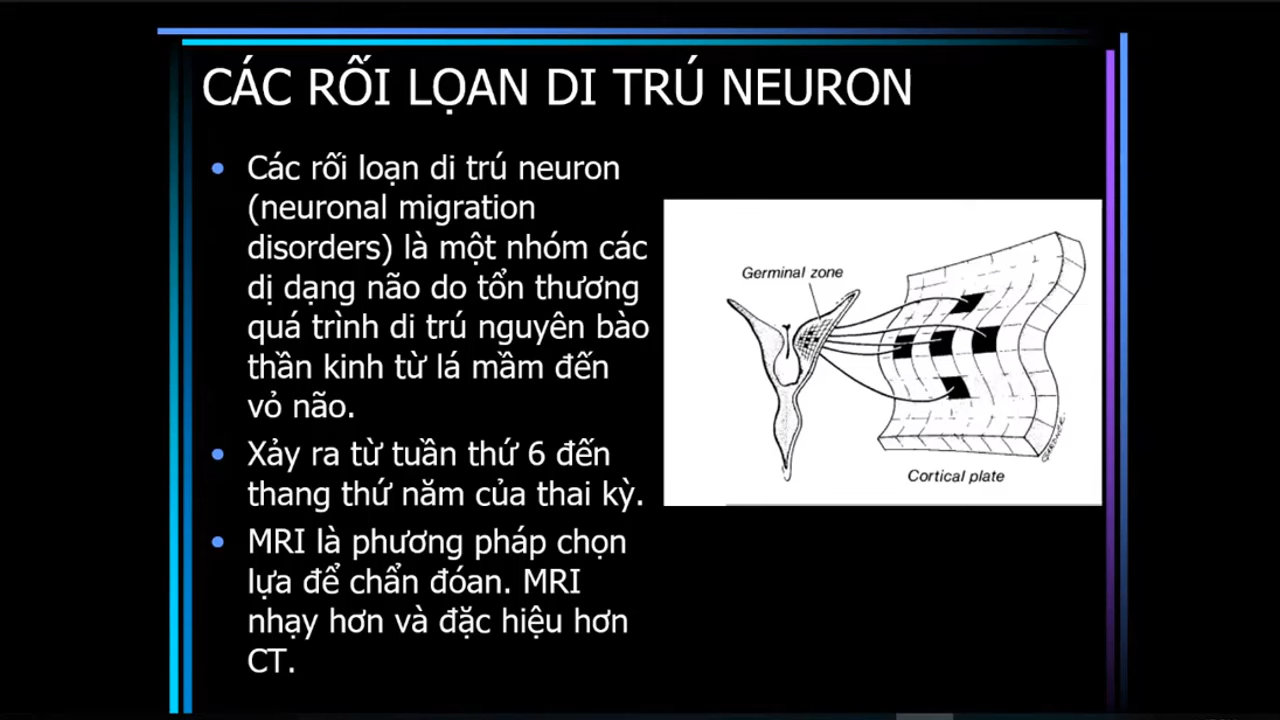 CÁC RỐI LỌAN DI TRÚ NEURON
• Các rối loạn di trú neuron
(neuronal migration
disorders) là một nhóm các
dị dạng não do tổn thương
quá trình di trú nguyên bào
thần kinh từ lá mầm đến
vỏ não.
• Xảy ra từ tuần thứ 6 đến
thang thứ năm của thai kỳ.
• MRI là phương pháp chọn
lựa để chẩn đóan. MRI
nhạy hơn và đặc hiệu hơn
CT.
Germinal zone
Cortical plate